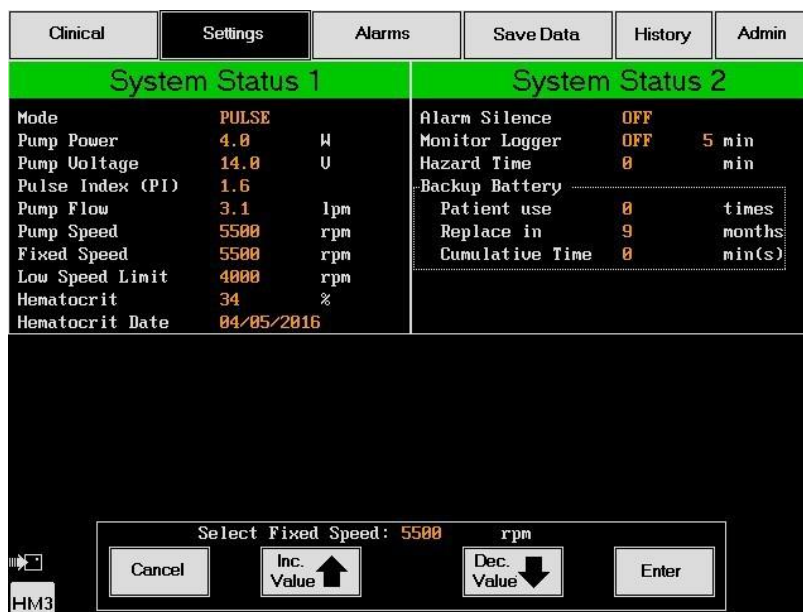 Clinical Settings Alarms Save Data History Admin
System Status 1
Mode PULSE
Pump Power 4.0 W
Pump Voltage 14.0 V
Pulse Index (PI) 1.6
Pump Flow 3.1 lpm
Pump Speed 5500 rpm
Fixed Speed 5500 rpm
Low Speed Limit 4000 rpm
Hematocrit 34 %
Hematocrit Date 04/05/2016
System Status 2
Alarm Silence OFF
Monitor Logger OFF 5 min
Hazard Time 0 min
Backup Battery
Patient use 0 times
Replace in 9 months
Cumulative Time 0 min(s)
Select Fixed Speed: 5500 rpm
Cancel
Inc.
Value
Dec.
Value
Enter
HM3